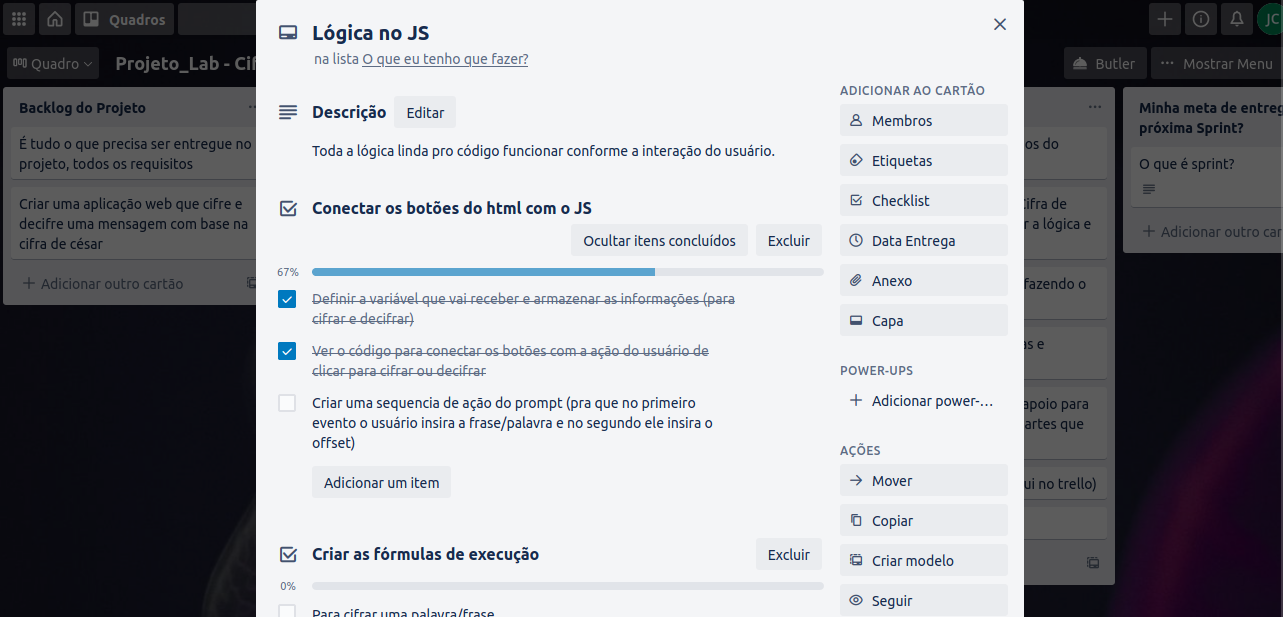 Quadros
JC
Quadro
Projeto_Lab - Cif
Butler
Mostrar Menu
Backlog do Projeto
É tudo o que precisa ser entregue no
projeto, todos os requisitos
Criar uma aplicação web que cifre e
decifre uma mensagem com base na
cifra de césar
Adicionar outro cartão
Lógica no JS
na lista O que eu tenho que fazer?
Descrição
Editar
Toda a lógica linda pro código funcionar conforme a interação do usuário.
Conectar os botões do html com o JS
Ocultar itens concluídos
Excluir
67%
Definir a variável que vai receber e armazenar as informações (para
cifrar e decifrar)
Ver o código para conectar os botões com a ação do usuário de
clicar para cifrar ou decifrar
Criar uma sequencia de ação do prompt (pra que no primeiro
evento o usuário insira a frase/palavra e no segundo ele insira o
offset)
Adicionar um item
Criar as fórmulas de execução
Excluir
0%
Para cifrar uma palavra/frase
ADICIONAR AO CARTÃO
Membros
Etiquetas
Checklist
Data Entrega
Anexo
Capa
POWER-UPS
Adicionar power-...
AÇÕES
Mover
Copiar
Criar modelo
Seguir
os do
ifra de
r a lógica e
fazendo o
as e
apoio para
artes que
ui no trello)
Minha meta de entreg
próxima Sprint?
O que é sprint?
Adicionar outro car